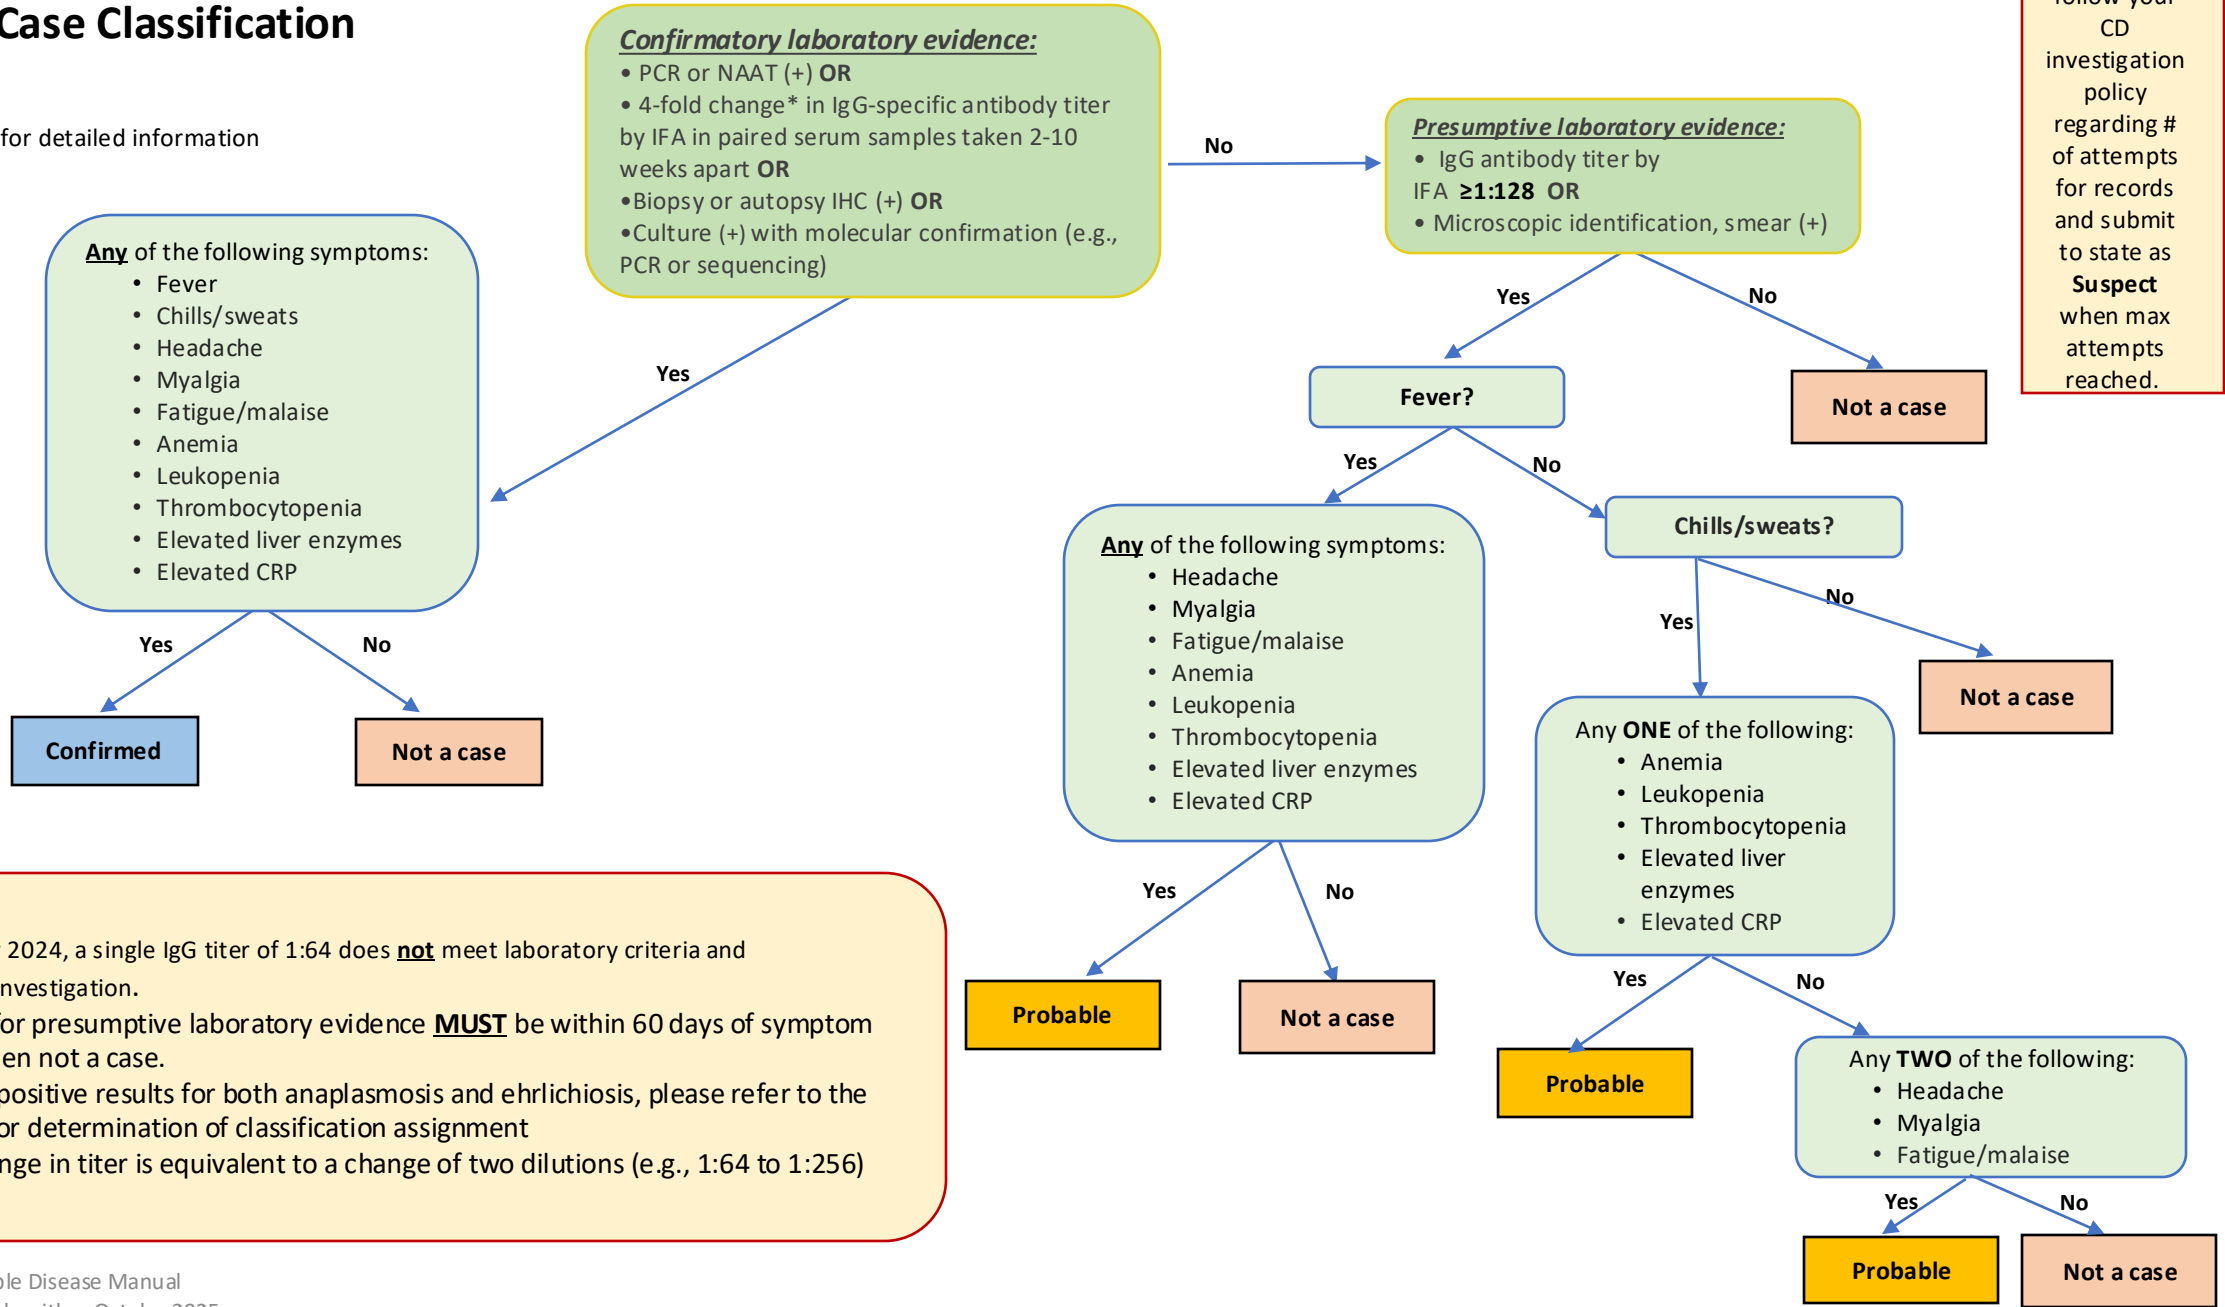 Case Classification
for detailed information
Confirmatory laboratory evidence:
• PCR or NAAT (+) OR
• 4-fold change* in IgG-specific antibody titer
by IFA in paired serum samples taken 2-10
weeks apart OR
•Biopsy or autopsy IHC (+) OR
•Culture (+) with molecular confirmation (e.g.,
PCR or sequencing)
No
Presumptive laboratory evidence:
• IgG antibody titer by
IFA ≥1:128 OR
• Microscopic identification, smear (+)
follow your
CD
investigation
policy
regarding #
of attempts
for records
and submit
to state as
Suspect
when max
attempts
reached.
Yes
Any of the following symptoms:
• Fever
• Chills/sweats
• Headache
• Myalgia
• Fatigue/malaise
• Anemia
• Leukopenia
• Thrombocytopenia
• Elevated liver enzymes
• Elevated CRP
Yes
No
Confirmed
Not a case
Yes
No
Fever?
Not a case
Yes
No
Any of the following symptoms:
• Headache
• Myalgia
• Fatigue/malaise
• Anemia
• Leukopenia
• Thrombocytopenia
• Elevated liver enzymes
• Elevated CRP
Chills/sweats?
Yes
No
Not a case
Any ONE of the following:
• Anemia
• Leukopenia
• Thrombocytopenia
• Elevated liver
enzymes
• Elevated CRP
Yes
No
Probable
Not a case
Yes
No
Probable
Any TWO of the following:
• Headache
• Myalgia
• Fatigue/malaise
Yes
No
Probable
Not a case
2024, a single IgG titer of 1:64 does not meet laboratory criteria and
nvestigation.
for presumptive laboratory evidence MUST be within 60 days of symptom
en not a case.
positive results for both anaplasmosis and ehrlichiosis, please refer to the
or determination of classification assignment
nge in titer is equivalent to a change of two dilutions (e.g., 1:64 to 1:256)
ble Disease Manual